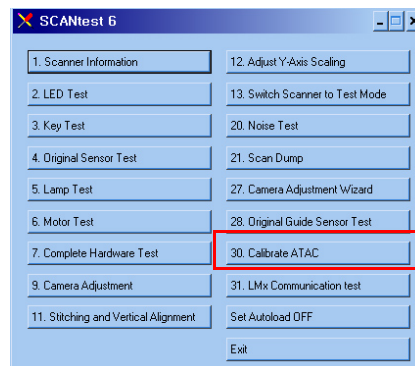 SCANtest 6
1. Scanner Information
2. LED Test
3. Key Test
4. Original Sensor Test
5. Lamp Test
6. Motor Test
7. Complete Hardware Test
9. Camera Adjustment
11. Stitching and Vertical Alignment
12. Adjust Y-Axis Scaling
13. Switch Scanner to Test Mode
20. Noise Test
21. Scan Dump
27. Camera Adjustment Wizard
28. Original Guide Sensor Test
30. Calibrate ATAC
31. LMx Communication test
Set Autoload OFF
Exit